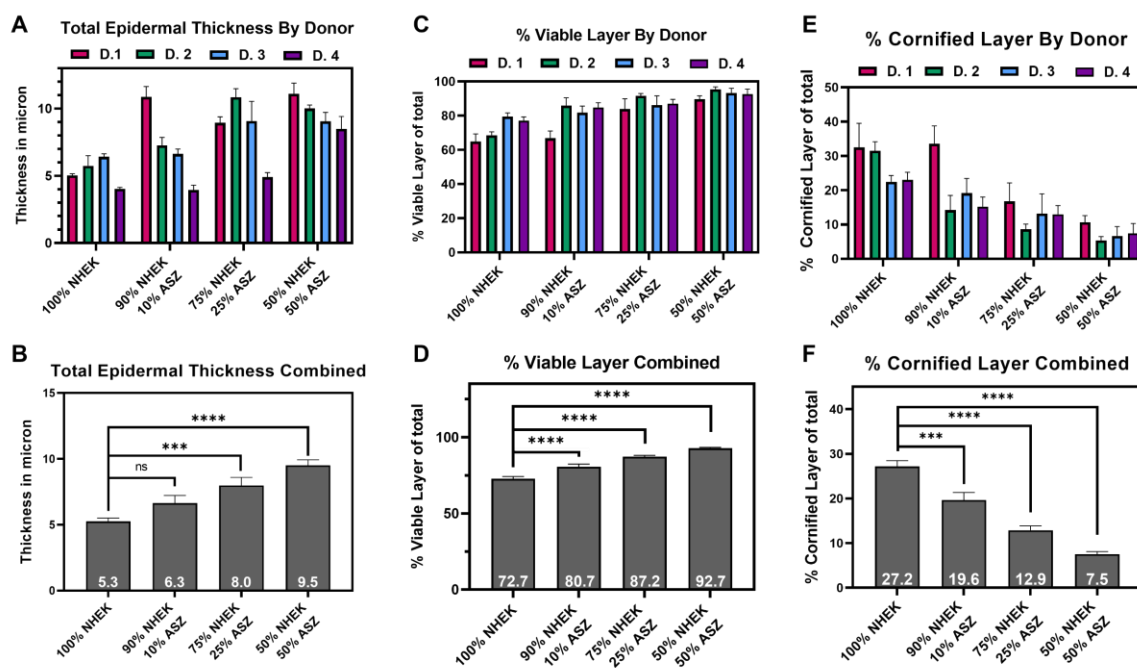 A
Total Epidermal Thickness By Donor
D.1 D. 2 D. 3 D. 4
Thickness in micron
15
10
5
0
100% NHEK
90% NHEK
10% ASZ
75% NHEK
25% ASZ
50% NHEK
50% ASZ
B
Total Epidermal Thickness Combined
Thickness in micron
15
10
5
0
ns
***
****
5.3 6.3 8.0 9.5
100% NHEK
90% NHEK
10% ASZ
75% NHEK
25% ASZ
50% NHEK
50% ASZ
C
% Viable Layer By Donor
D. 1 D. 2 D. 3 D. 4
% Viable Layer of total
100
80
60
40
20
0
100% NHEK
90% NHEK
10% ASZ
75% NHEK
25% ASZ
50% NHEK
50% ASZ
D
% Viable Layer Combined
% Viable Layer of total
100
50
0
****
****
****
72.7 80.7 87.2 92.7
100% NHEK
90% NHEK
10% ASZ
75% NHEK
25% ASZ
50% NHEK
50% ASZ
E
% Cornified Layer By Donor
D. 1 D. 2 D. 3 D. 4
% Cornified Layer of total
50
40
30
20
10
0
100% NHEK
90% NHEK
10% ASZ
75% NHEK
25% ASZ
50% NHEK
50% ASZ
F
% Cornified Layer Combined
% Cornified Layer of total
40
30
20
10
0
****
****
***
27.2 19.6 12.9 7.5
100% NHEK
90% NHEK
10% ASZ
75% NHEK
25% ASZ
50% NHEK
50% ASZ